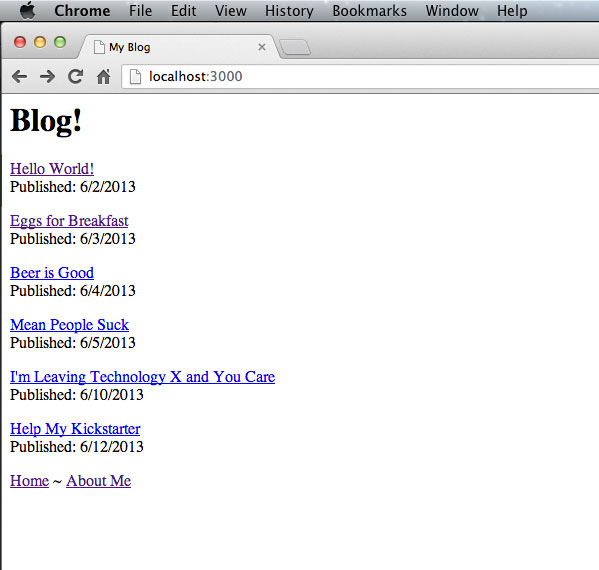 Chrome File Edit View History Bookmarks Window Help
My Blog
localhost:3000
Blog!
Hello World!
Published: 6/2/2013
Eggs for Breakfast
Published: 6/3/2013
Beer is Good
Published: 6/4/2013
Mean People Suck
Published: 6/5/2013
I'm Leaving Technology X and You Care
Published: 6/10/2013
Help My Kickstarter
Published: 6/12/2013
Home ~ About Me